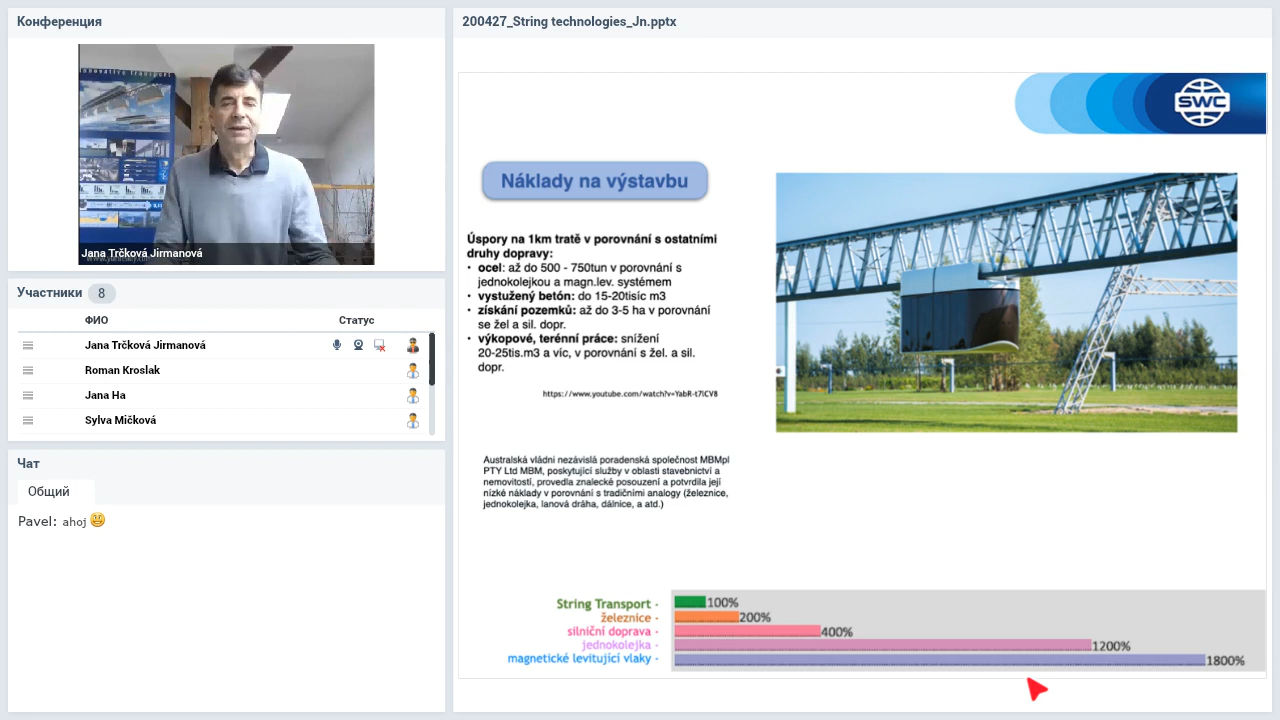 Конференция
Innovative transport
Jana Trčková Jirmanová
Участники 8
ФИО Статус
Jana Trčková Jirmanová
Roman Kroslak
Jana Ha
Sylva Mičková
Чат
Общий
Pavel: ahoj
200427_String technologies_Jn.pptx
SWC
Náklady na výstavbu
Úspory na 1km tratě v porovnání s ostatními
druhy dopravy:
• ocel: až do 500 - 750tun v porovnání s
jednokolejkou a magn.lev. systémem
• vystužený betón: do 15-20tisíc m3
• získání pozemků: až do 3-5 ha v porovnání
se žel a sil. dopr.
• výkopové, terénní práce: snížení
20-25tis.m3 a víc, v porovnání s žel. a sil.
dopr.
https://www.youtube.com/watch?v=YabR-t7lCV8
Australská vládni nezávislá poradenská společnost MBMpl
PTY Ltd MBM, poskytující služby v oblasti stavebnictví a
nemovitostí, provedla znalecké posouzení a potvrdila její
nízké náklady v porovnání s tradičními analogy (železnice,
jednokolejka, lanová dráha, dálnice, a atd.)
String Transport - 100%
železnice - 200%
silniční doprava - 400%
jednokolejka - 1200%
magnetické levitující vlaky - 1800%